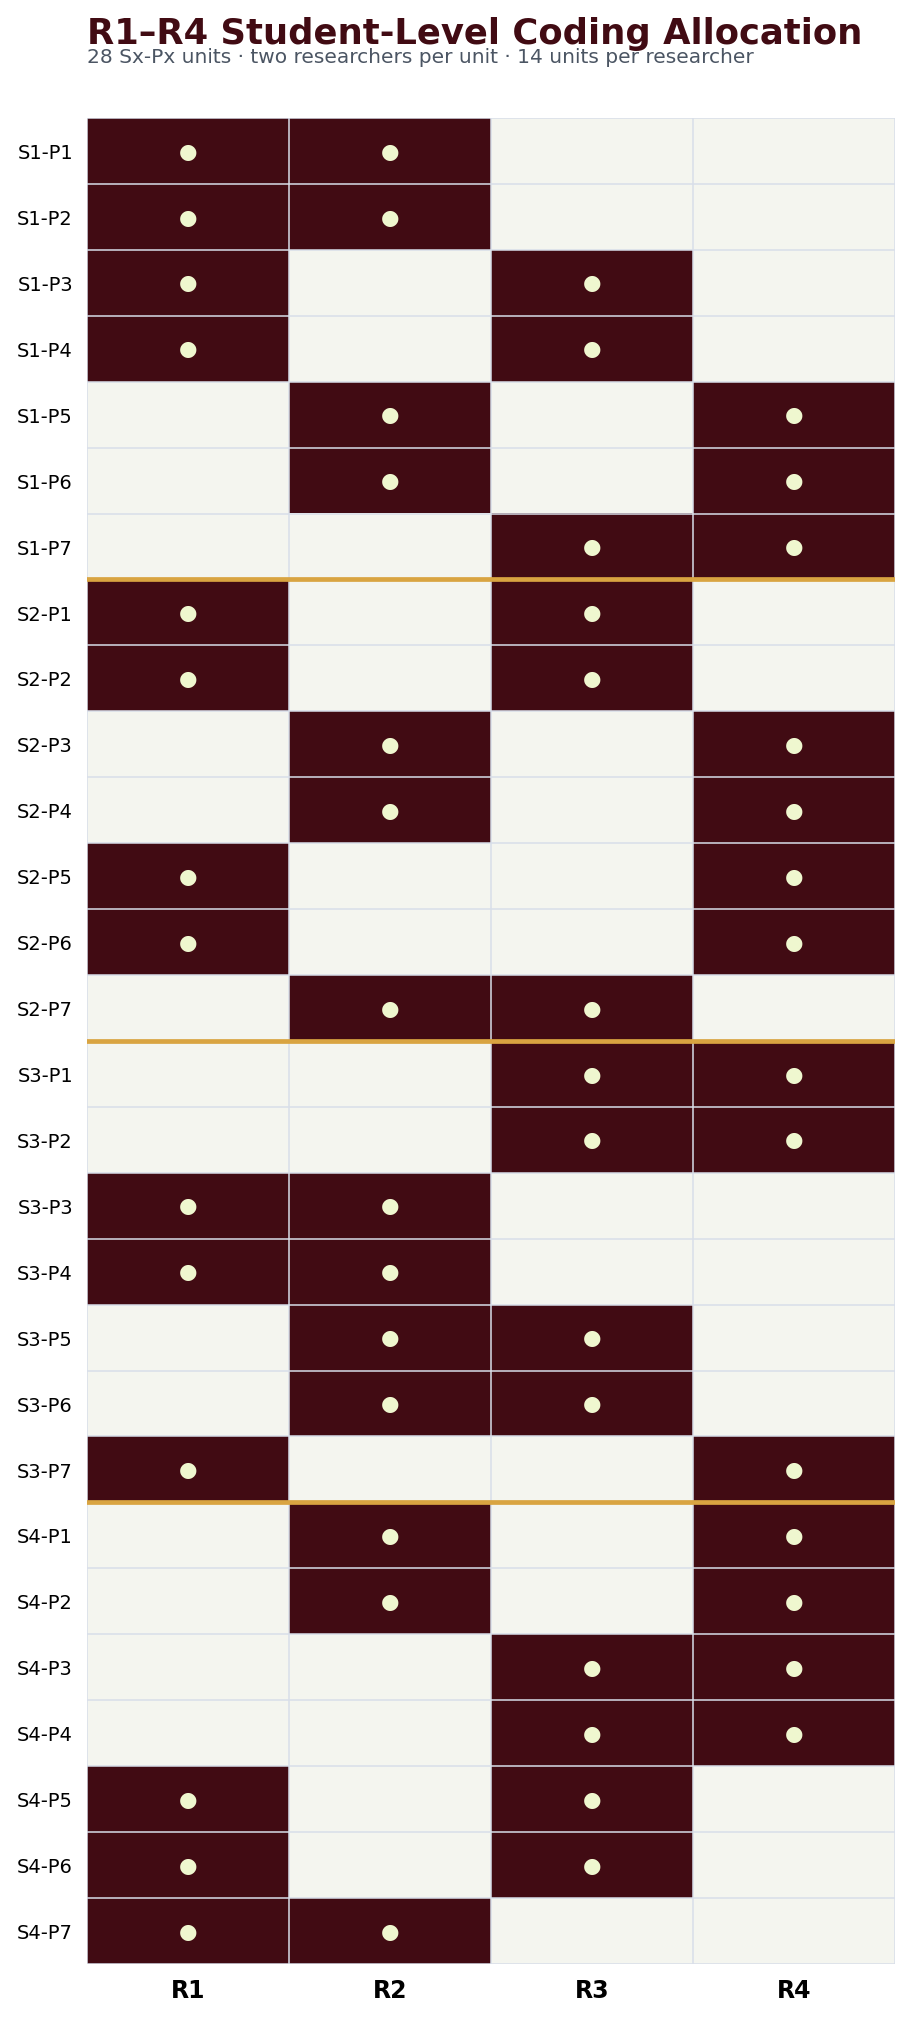 R1–R4 Student-Level Coding Allocation
28 Sx-Px units · two researchers per unit · 14 units per researcher
S1-P1
S1-P2
S1-P3
S1-P4
S1-P5
S1-P6
S1-P7
S2-P1
S2-P2
S2-P3
S2-P4
S2-P5
S2-P6
S2-P7
S3-P1
S3-P2
S3-P3
S3-P4
S3-P5
S3-P6
S3-P7
S4-P1
S4-P2
S4-P3
S4-P4
S4-P5
S4-P6
S4-P7
R1 R2 R3 R4